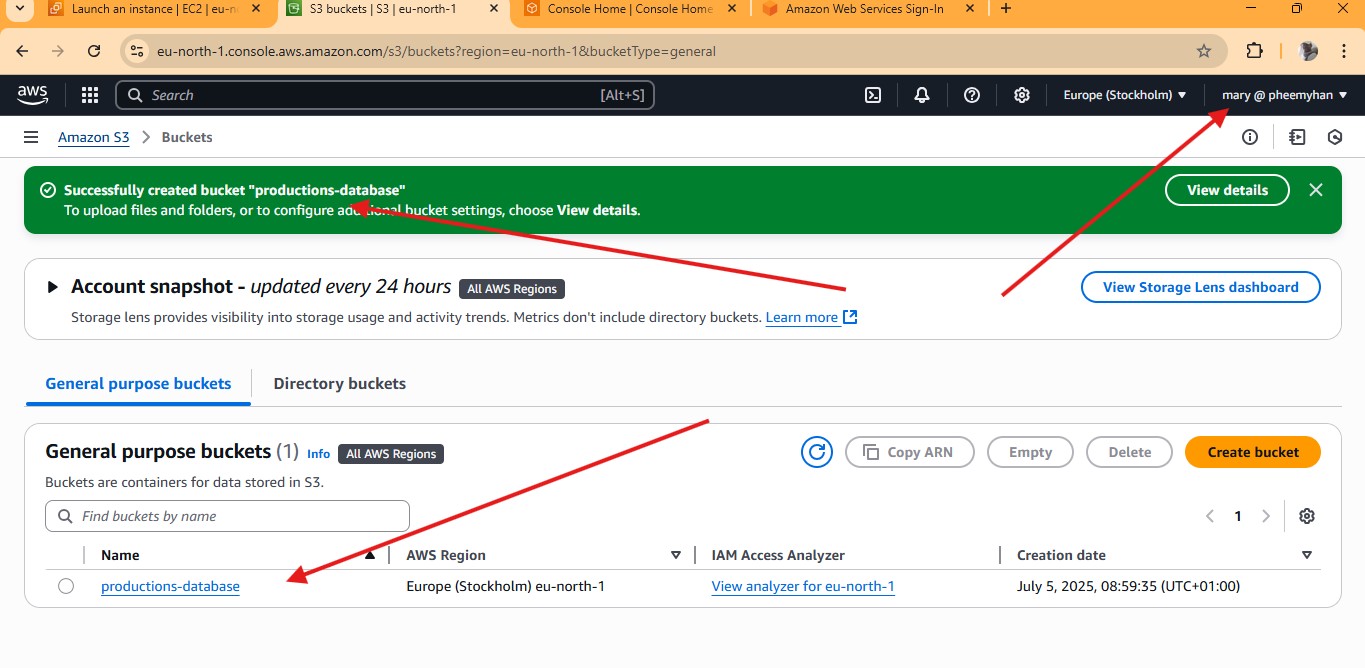 Launch an instance | EC2 | eu-n
S3 buckets | S3 | eu-north-1
Console Home | Console Home
Amazon Web Services Sign-In
eu-north-1.console.aws.amazon.com/s3/buckets?region=eu-north-1&bucketType=general
aws
Search
[Alt+S]
Europe (Stockholm)
mary @ pheemyhan
Amazon S3
Buckets
Successfully created bucket "productions-database"
To upload files and folders, or to configure additional bucket settings, choose View details.
View details
Account snapshot - updated every 24 hours
All AWS Regions
View Storage Lens dashboard
Storage lens provides visibility into storage usage and activity trends. Metrics don't include directory buckets. Learn more
General purpose buckets
Directory buckets
General purpose buckets (1)
Info
All AWS Regions
Copy ARN
Empty
Delete
Create bucket
Buckets are containers for data stored in S3.
Find buckets by name
1
Name
AWS Region
IAM Access Analyzer
Creation date
productions-database
Europe (Stockholm) eu-north-1
View analyzer for eu-north-1
July 5, 2025, 08:59:35 (UTC+01:00)